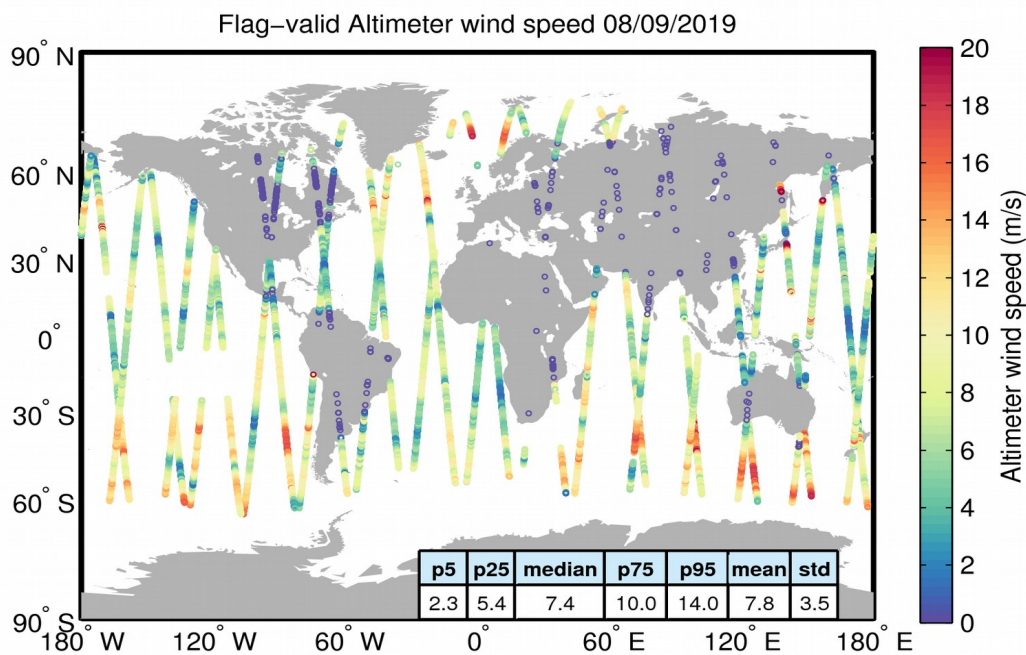 Flag−valid Altimeter wind speed 08/09/2019
90° N
60° N
30° N
0°
30° S
60° S
90° S
180° W
120° W
60° W
0°
60° E
120° E
180° E
p5 p25 median p75 p95 mean std
2.3 5.4 7.4 10.0 14.0 7.8 3.5
20
18
16
14
12
10
8
6
4
2
0
Altimeter wind speed (m/s)